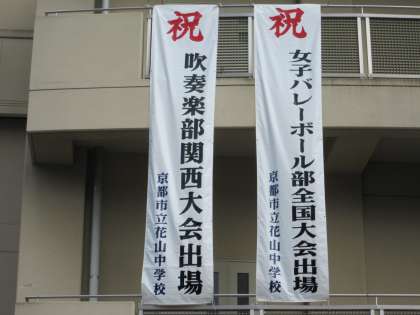 祝
女子バレーボール部全国大会出場
京都市立花山中学校
祝
吹奏楽部関西大会出場
京都市立花山中学校